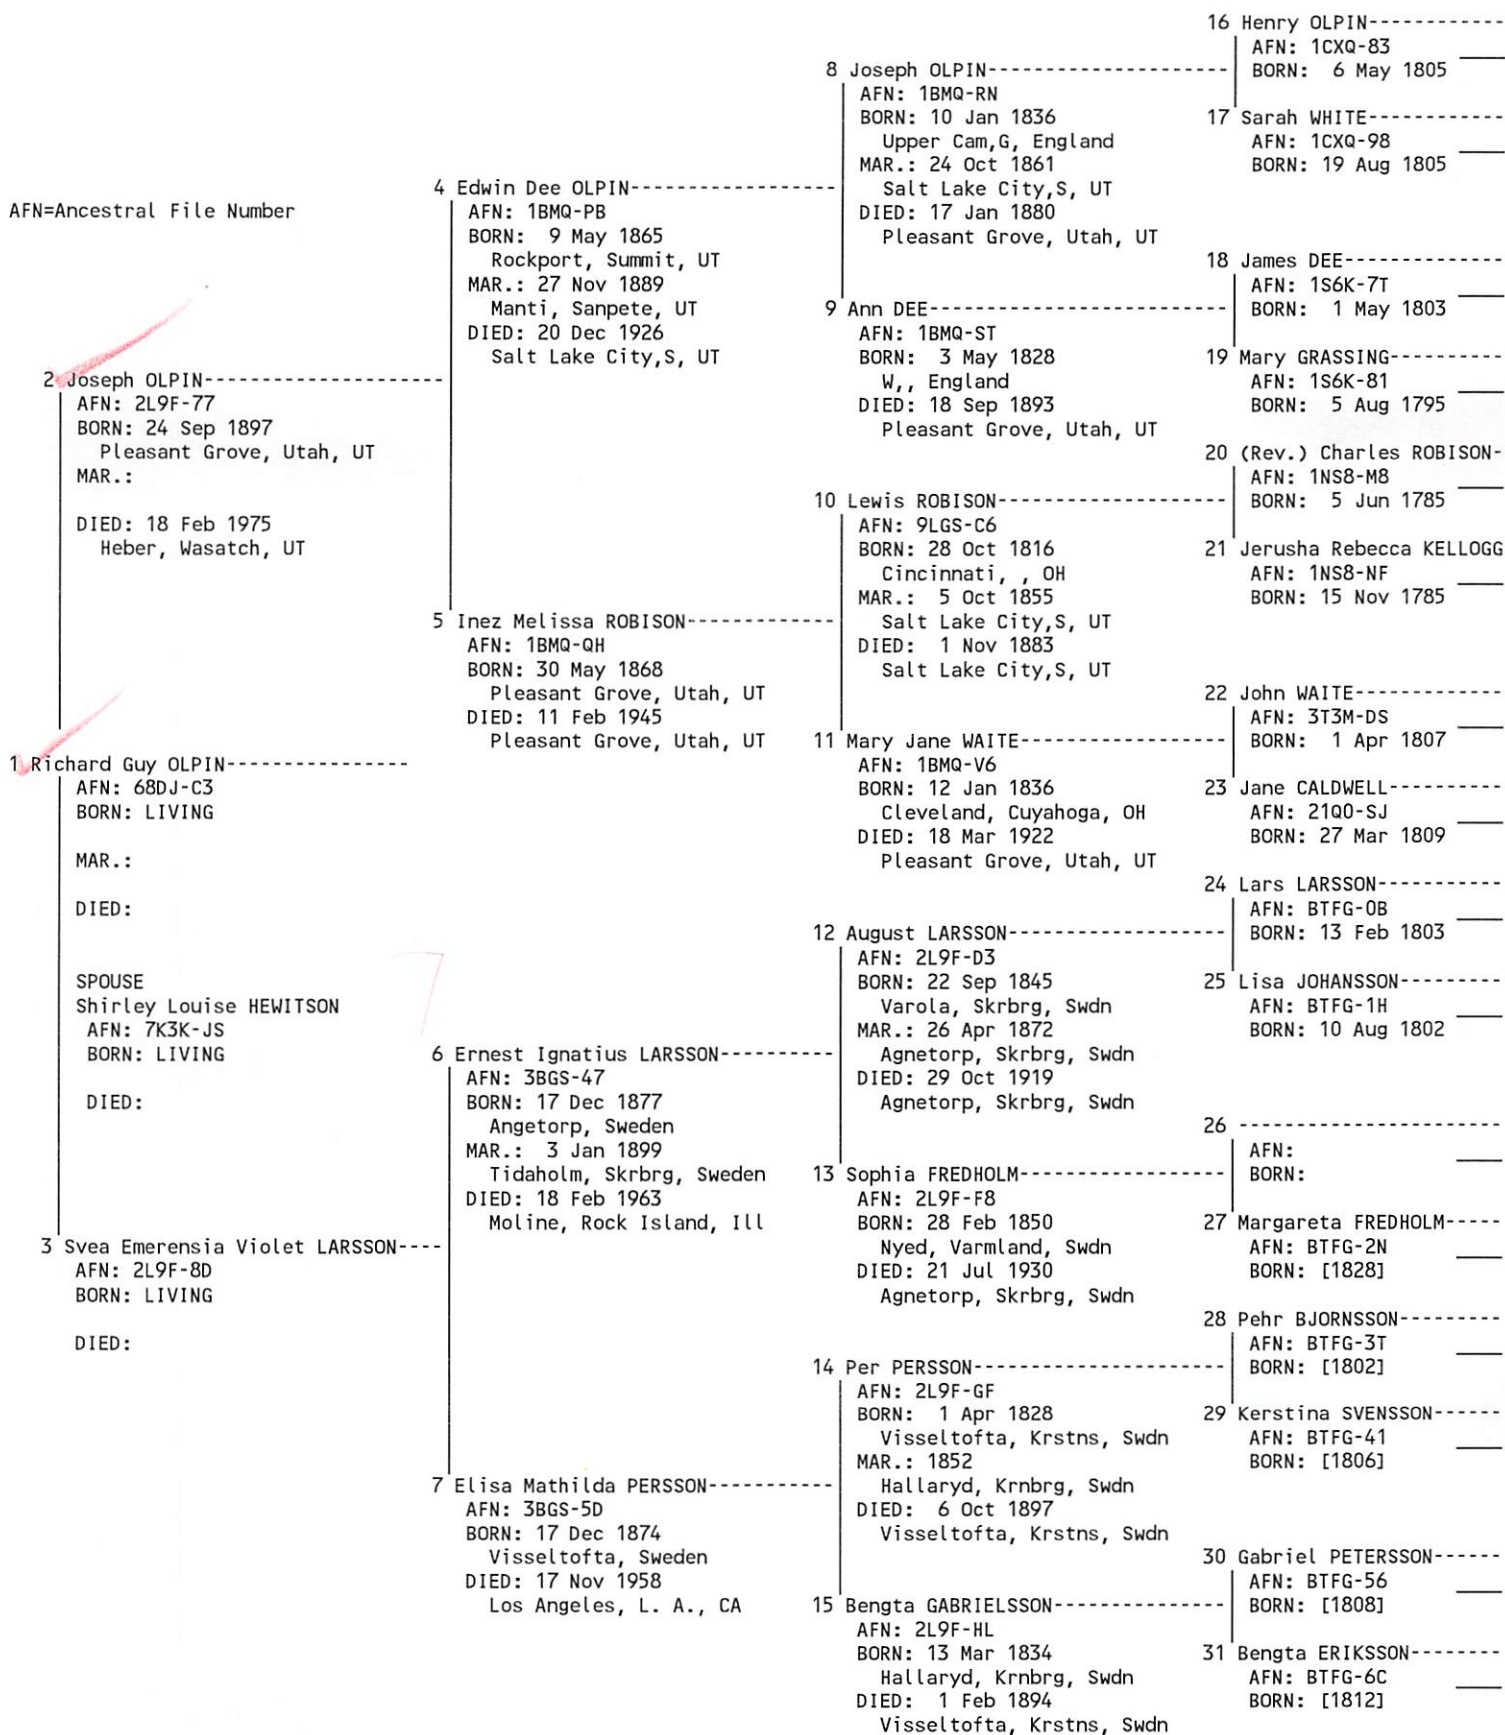 AFN=Ancestral File Number
1 Richard Guy OLPIN---------------
AFN: 68DJ-C3
BORN: LIVING
MAR.:
DIED:
SPOUSE
Shirley Louise HEWITSON
AFN: 7K3K-JS
BORN: LIVING
DIED:
2 Joseph OLPIN--------------------
AFN: 2L9F-77
BORN: 24 Sep 1897
Pleasant Grove, Utah, UT
MAR.:
DIED: 18 Feb 1975
Heber, Wasatch, UT
3 Svea Emerensia Violet LARSSON----
AFN: 2L9F-8D
BORN: LIVING
DIED:
4 Edwin Dee OLPIN-----------------
AFN: 1BMQ-PB
BORN:  9 May 1865
Rockport, Summit, UT
MAR.: 27 Nov 1889
Manti, Sanpete, UT
DIED: 20 Dec 1926
Salt Lake City,S, UT
5 Inez Melissa ROBISON------------
AFN: 1BMQ-QH
BORN: 30 May 1868
Pleasant Grove, Utah, UT
DIED: 11 Feb 1945
Pleasant Grove, Utah, UT
6 Ernest Ignatius LARSSON----------
AFN: 3BGS-47
BORN: 17 Dec 1877
Angetorp, Sweden
MAR.:  3 Jan 1899
Tidaholm, Skrbrg, Sweden
DIED: 18 Feb 1963
Moline, Rock Island, Ill
7 Elisa Mathilda PERSSON-----------
AFN: 3BGS-5D
BORN: 17 Dec 1874
Visseltofta, Sweden
DIED: 17 Nov 1958
Los Angeles, L. A., CA
8 Joseph OLPIN--------------------
AFN: 1BMQ-RN
BORN: 10 Jan 1836
Upper Cam,G, England
MAR.: 24 Oct 1861
Salt Lake City,S, UT
DIED: 17 Jan 1880
Pleasant Grove, Utah, UT
9 Ann DEE-------------------------
AFN: 1BMQ-ST
BORN:  3 May 1828
W,, England
DIED: 18 Sep 1893
Pleasant Grove, Utah, UT
10 Lewis ROBISON-------------------
AFN: 9LGS-C6
BORN: 28 Oct 1816
Cincinnati, , OH
MAR.:  5 Oct 1855
Salt Lake City,S, UT
DIED:  1 Nov 1883
Salt Lake City,S, UT
11 Mary Jane WAITE-----------------
AFN: 1BMQ-V6
BORN: 12 Jan 1836
Cleveland, Cuyahoga, OH
DIED: 18 Mar 1922
Pleasant Grove, Utah, UT
12 August LARSSON------------------
AFN: 2L9F-D3
BORN: 22 Sep 1845
Varola, Skrbrg, Swdn
MAR.: 26 Apr 1872
Agnetorp, Skrbrg, Swdn
DIED: 29 Oct 1919
Agnetorp, Skrbrg, Swdn
13 Sophia FREDHOLM-----------------
AFN: 2L9F-F8
BORN: 28 Feb 1850
Nyed, Varmland, Swdn
DIED: 21 Jul 1930
Agnetorp, Skrbrg, Swdn
14 Per PERSSON---------------------
AFN: 2L9F-GF
BORN:  1 Apr 1828
Visseltofta, Krstns, Swdn
MAR.: 1852
Hallaryd, Krnbrg, Swdn
DIED:  6 Oct 1897
Visseltofta, Krstns, Swdn
15 Bengta GABRIELSSON--------------
AFN: 2L9F-HL
BORN: 13 Mar 1834
Hallaryd, Krnbrg, Swdn
DIED:  1 Feb 1894
Visseltofta, Krstns, Swdn
16 Henry OLPIN-----------
AFN: 1CXQ-83
BORN:  6 May 1805
17 Sarah WHITE-----------
AFN: 1CXQ-98
BORN: 19 Aug 1805
18 James DEE-------------
AFN: 1S6K-7T
BORN:  1 May 1803
19 Mary GRASSING---------
AFN: 1S6K-81
BORN:  5 Aug 1795
20 (Rev.) Charles ROBISON-
AFN: 1NS8-M8
BORN:  5 Jun 1785
21 Jerusha Rebecca KELLOGG
AFN: 1NS8-NF
BORN: 15 Nov 1785
22 John WAITE------------
AFN: 3T3M-DS
BORN:  1 Apr 1807
23 Jane CALDWELL---------
AFN: 21Q0-SJ
BORN: 27 Mar 1809
24 Lars LARSSON----------
AFN: BTFG-0B
BORN: 13 Feb 1803
25 Lisa JOHANSSON--------
AFN: BTFG-1H
BORN: 10 Aug 1802
26 ----------------------
AFN:
BORN:
27 Margareta FREDHOLM-----
AFN: BTFG-2N
BORN: [1828]
28 Pehr BJORNSSON--------
AFN: BTFG-3T
BORN: [1802]
29 Kerstina SVENSSON------
AFN: BTFG-41
BORN: [1806]
30 Gabriel PETERSSON------
AFN: BTFG-56
BORN: [1808]
31 Bengta ERIKSSON--------
AFN: BTFG-6C
BORN: [1812]